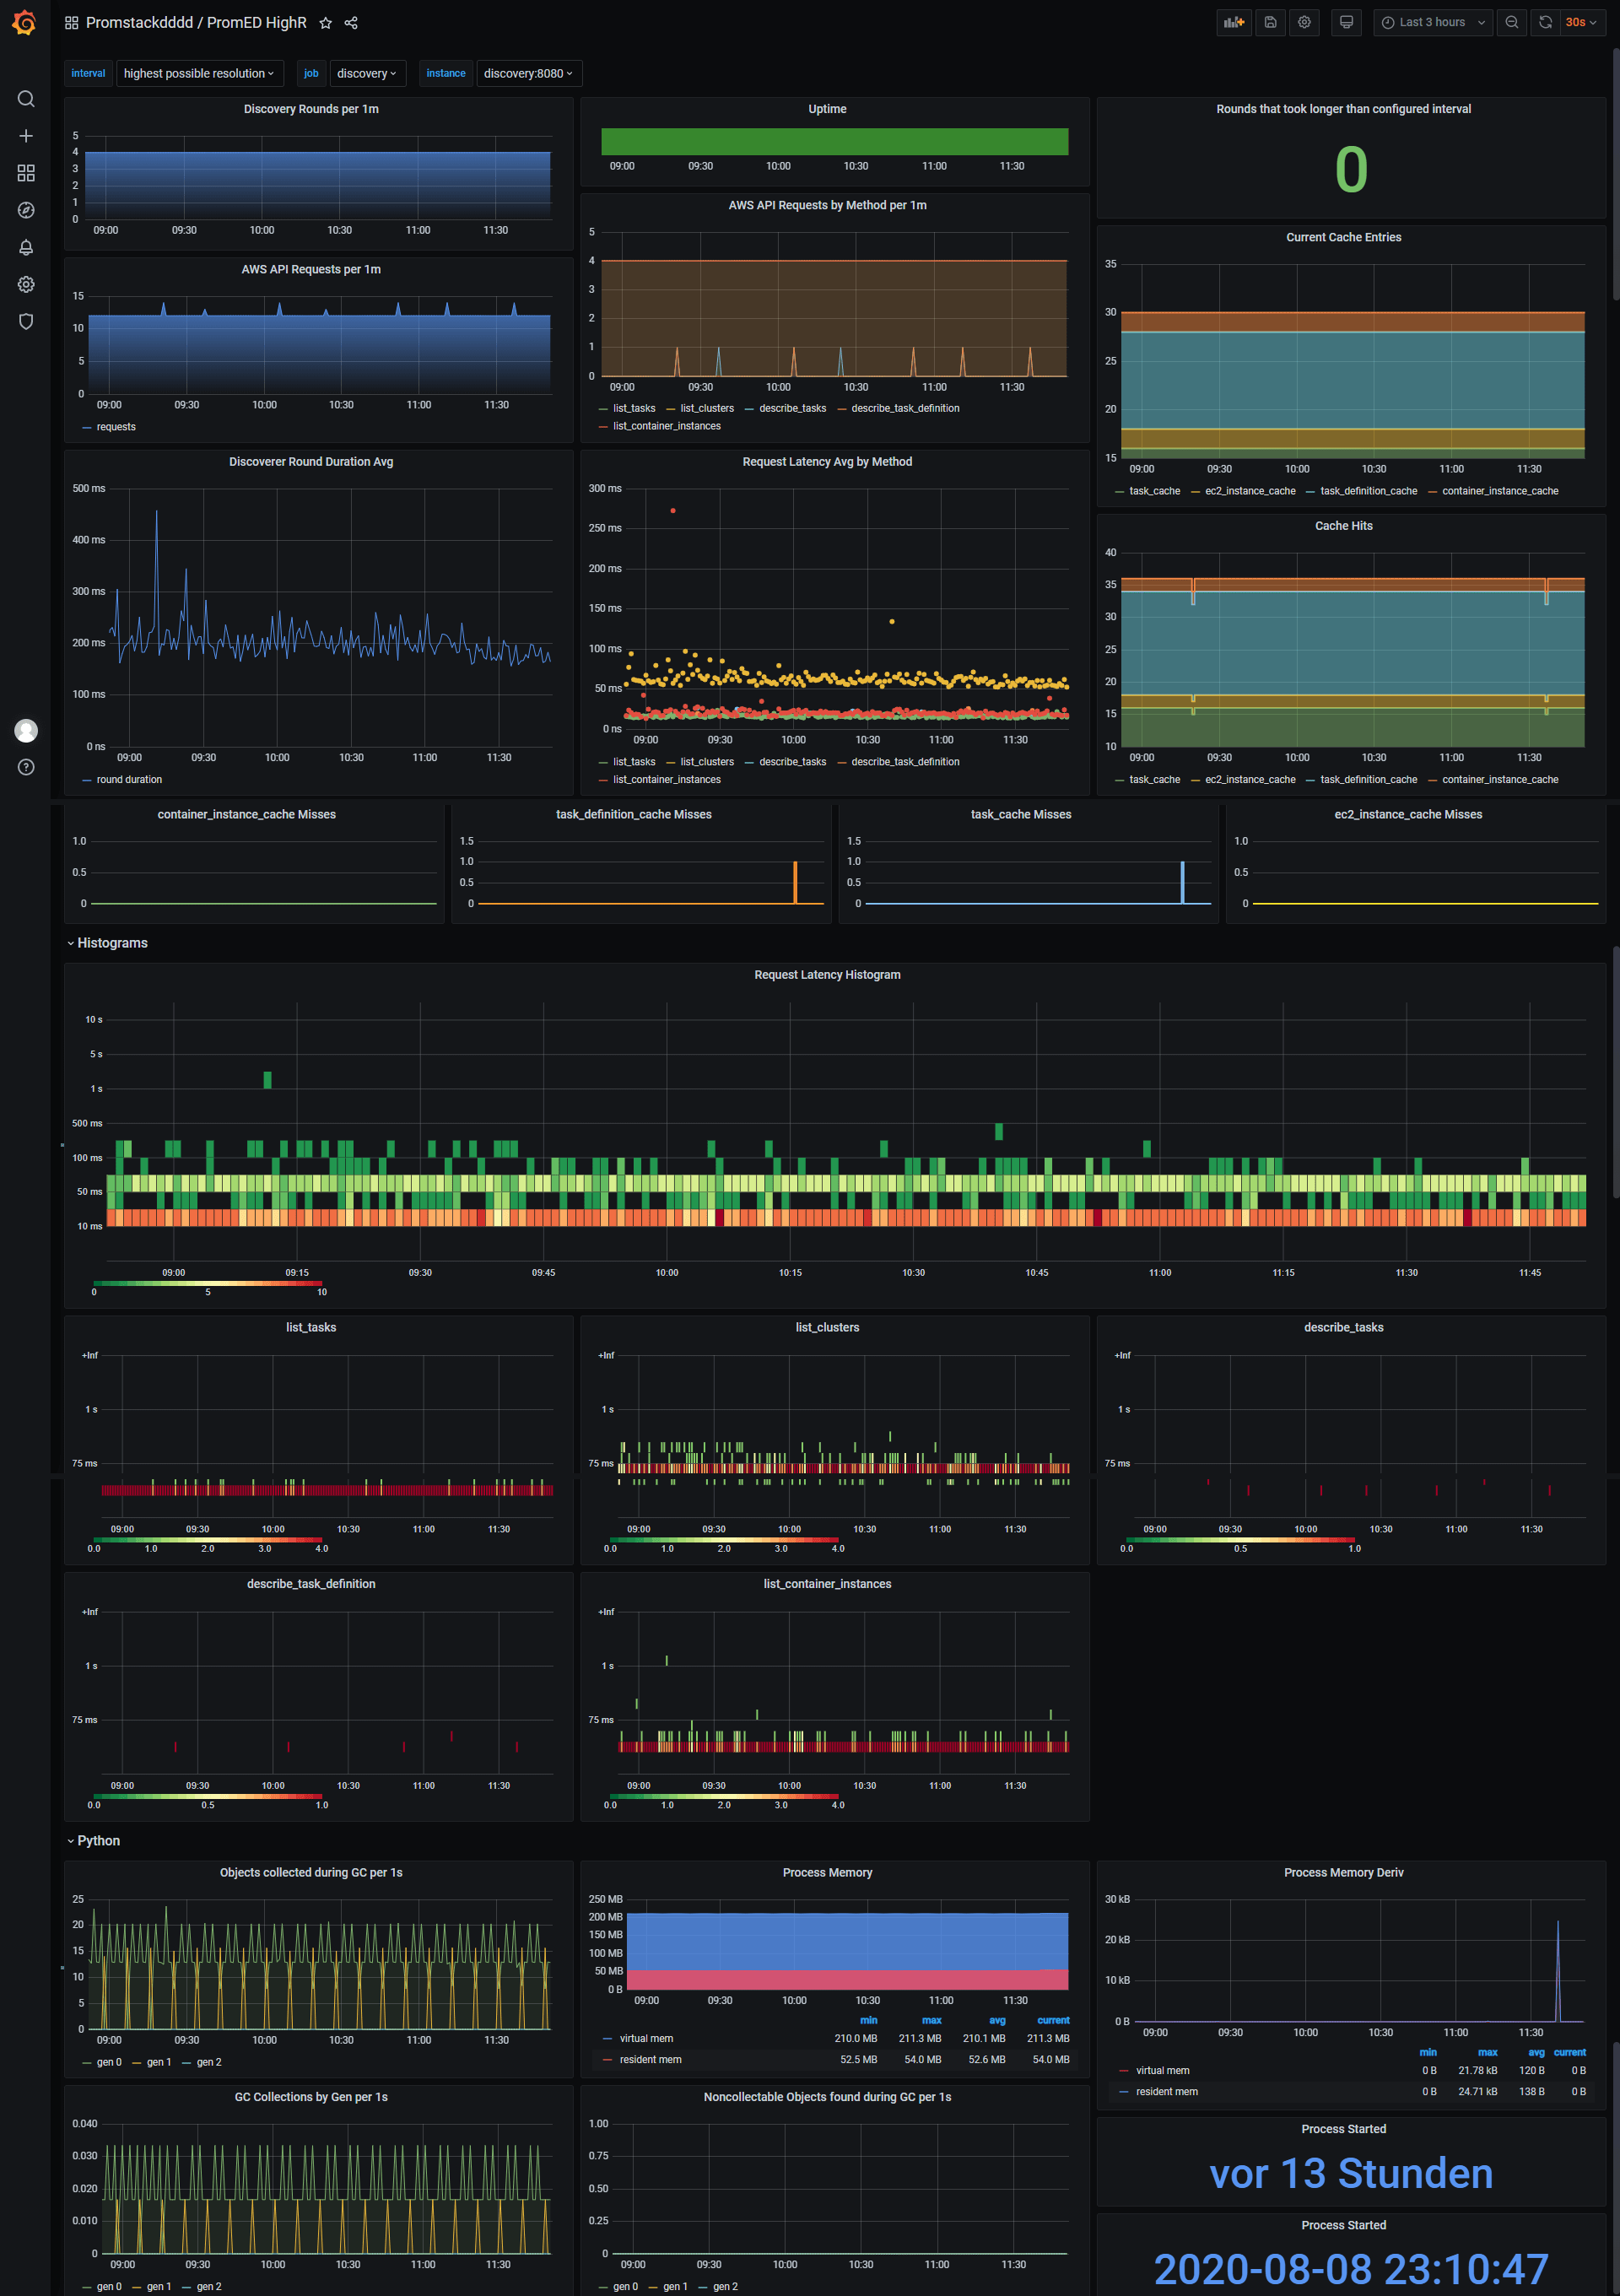 Promstackdddd / PromED HighR
Last 3 hours
30s
interval highest possible resolution job discovery instance discovery:8080
Discovery Rounds per 1m
5
4
3
2
1
0
09:00 09:30 10:00 10:30 11:00 11:30
Uptime
09:00 09:30 10:00 10:30 11:00 11:30
Rounds that took longer than configured interval
0
AWS API Requests per 1m
15
10
5
0
09:00 09:30 10:00 10:30 11:00 11:30
requests
AWS API Requests by Method per 1m
5
4
3
2
1
0
09:00 09:30 10:00 10:30 11:00 11:30
list_tasks list_clusters describe_tasks describe_task_definition
list_container_instances
Current Cache Entries
35
30
25
20
15
09:00 09:30 10:00 10:30 11:00 11:30
task_cache ec2_instance_cache task_definition_cache container_instance_cache
Discoverer Round Duration Avg
500 ms
400 ms
300 ms
200 ms
100 ms
0 ns
09:00 09:30 10:00 10:30 11:00 11:30
round duration
Request Latency Avg by Method
300 ms
250 ms
200 ms
150 ms
100 ms
50 ms
0 ns
09:00 09:30 10:00 10:30 11:00 11:30
list_tasks list_clusters describe_tasks describe_task_definition
list_container_instances
Cache Hits
40
35
30
25
20
15
10
09:00 09:30 10:00 10:30 11:00 11:30
task_cache ec2_instance_cache task_definition_cache container_instance_cache
container_instance_cache Misses
1.0
0.5
0
task_definition_cache Misses
1.5
1.0
0.5
0
task_cache Misses
1.5
1.0
0.5
0
ec2_instance_cache Misses
1.0
0.5
0
Histograms
Request Latency Histogram
10 s
5 s
1 s
500 ms
100 ms
50 ms
10 ms
09:00 09:15 09:30 09:45 10:00 10:15 10:30 10:45 11:00 11:15 11:30 11:45
0 5 10
list_tasks
+Inf
1 s
75 ms
09:00 09:30 10:00 10:30 11:00 11:30
0.0 1.0 2.0 3.0 4.0
list_clusters
+Inf
1 s
75 ms
09:00 09:30 10:00 10:30 11:00 11:30
0.0 1.0 2.0 3.0 4.0
describe_tasks
+Inf
1 s
75 ms
09:00 09:30 10:00 10:30 11:00 11:30
0.0 0.5 1.0
describe_task_definition
+Inf
1 s
75 ms
09:00 09:30 10:00 10:30 11:00 11:30
0.0 0.5 1.0
list_container_instances
+Inf
1 s
75 ms
09:00 09:30 10:00 10:30 11:00 11:30
0.0 1.0 2.0 3.0 4.0
Python
Objects collected during GC per 1s
25
20
15
10
5
0
09:00 09:30 10:00 10:30 11:00 11:30
gen 0 gen 1 gen 2
Process Memory
250 MB
200 MB
150 MB
100 MB
50 MB
0 B
09:00 09:30 10:00 10:30 11:00 11:30
min max avg current
virtual mem 210.0 MB 211.3 MB 210.1 MB 211.3 MB
resident mem 52.5 MB 54.0 MB 52.6 MB 54.0 MB
Process Memory Deriv
30 kB
20 kB
10 kB
0 B
09:00 09:30 10:00 10:30 11:00 11:30
min max avg current
virtual mem 0 B 21.78 kB 120 B 0 B
resident mem 0 B 24.71 kB 138 B 0 B
GC Collections by Gen per 1s
0.040
0.030
0.020
0.010
0
09:00 09:30 10:00 10:30 11:00 11:30
gen 0 gen 1 gen 2
Noncollectable Objects found during GC per 1s
1.00
0.75
0.50
0.25
0
09:00 09:30 10:00 10:30 11:00 11:30
gen 0 gen 1 gen 2
Process Started
vor 13 Stunden
Process Started
2020-08-08 23:10:47